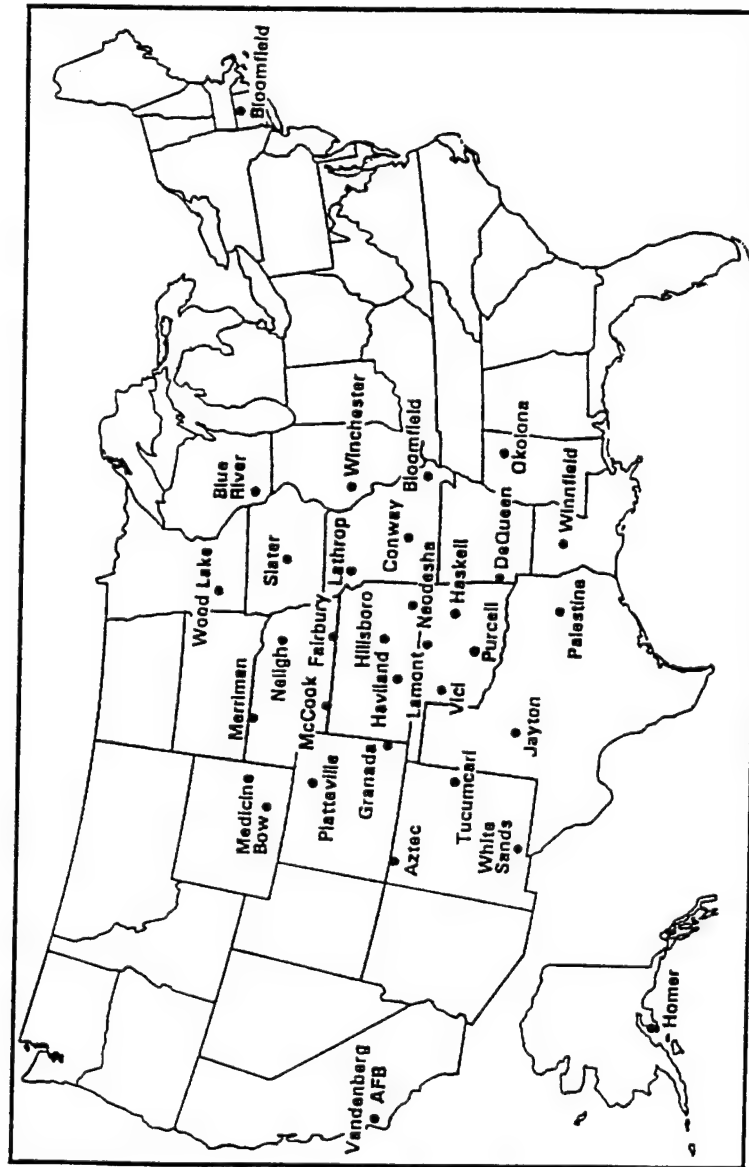 Bloomfield
Wood Lake
Blue
River
Merriman
Medicine
Bow
Neligh
Slater
Winchester
McCook
Fairbury
Lathrop
Platteville
Bloomfield
Hillsboro
Conway
Haviland
Neodesha
Granada
Lamont
Haskell
Vandenberg
AFB
Aztec
Vici
Purcell
DeQueen
Okolona
Tucumcari
White
Sands
Jayton
Palestine
Winnfield
Homer